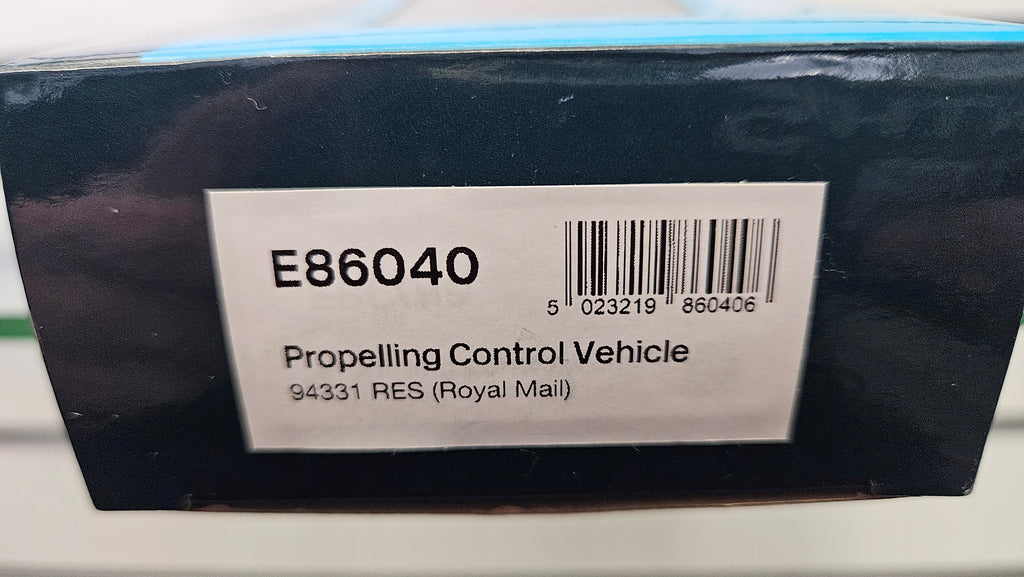 E86040
5 023219 860406
Propelling Control Vehicle
94331 RES (Royal Mail)